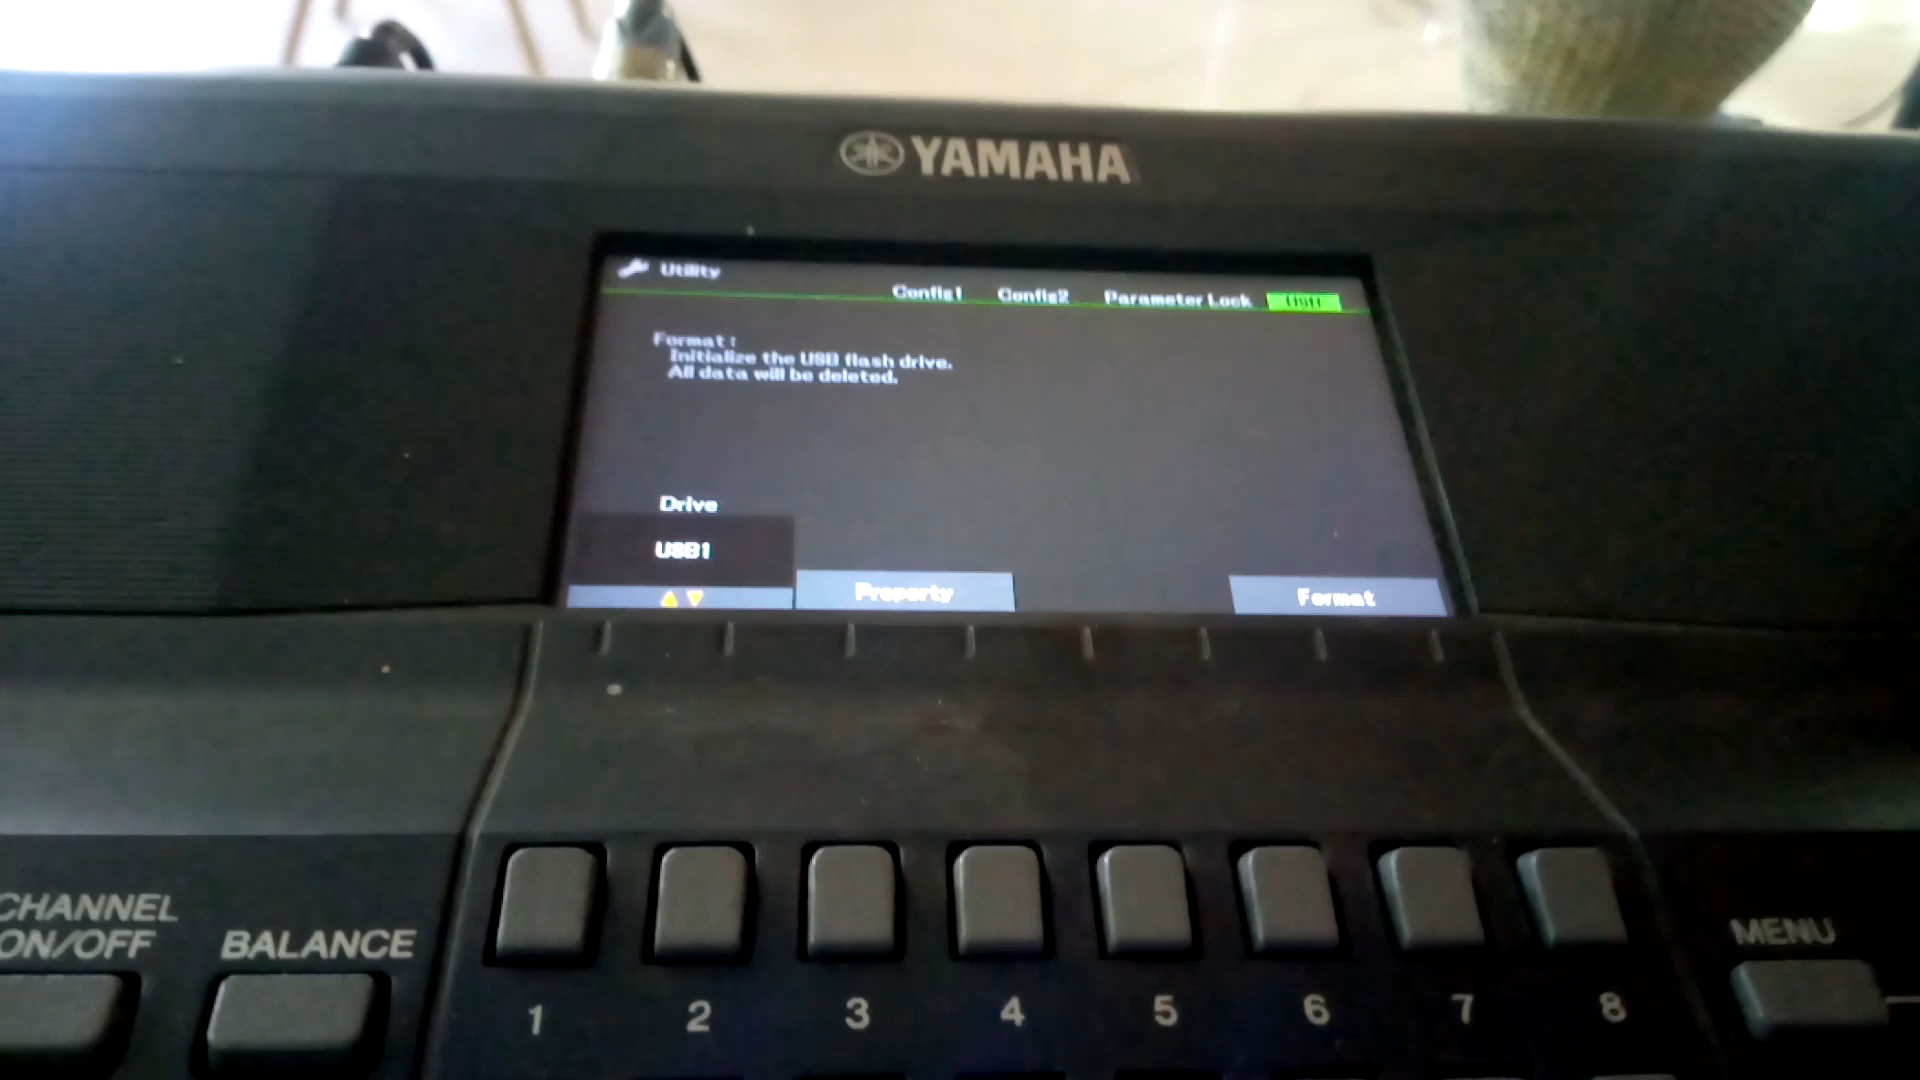 YAMAHA
Utility
Config1 Config2 Parameter Lock USB
Format :
Initialize the USB flash drive.
All data will be deleted.
Drive
USB1
Property
Format
CHANNEL
ON/OFF
BALANCE
MENU
1 2 3 4 5 6 7 8